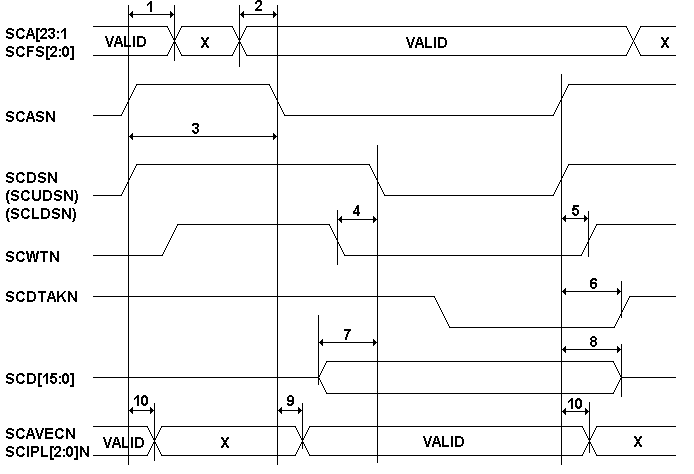 1 2
SCA[23:1
SCFS[2:0] VALID X VALID X
SCASN
3
SCDSN
(SCUDSN)
(SCLDSN)
4 5
SCWTN
SCDTAKN 6
7 8
SCD[15:0]
10 9 10
SCAVECN
SCIPL[2:0]N VALID X VALID X